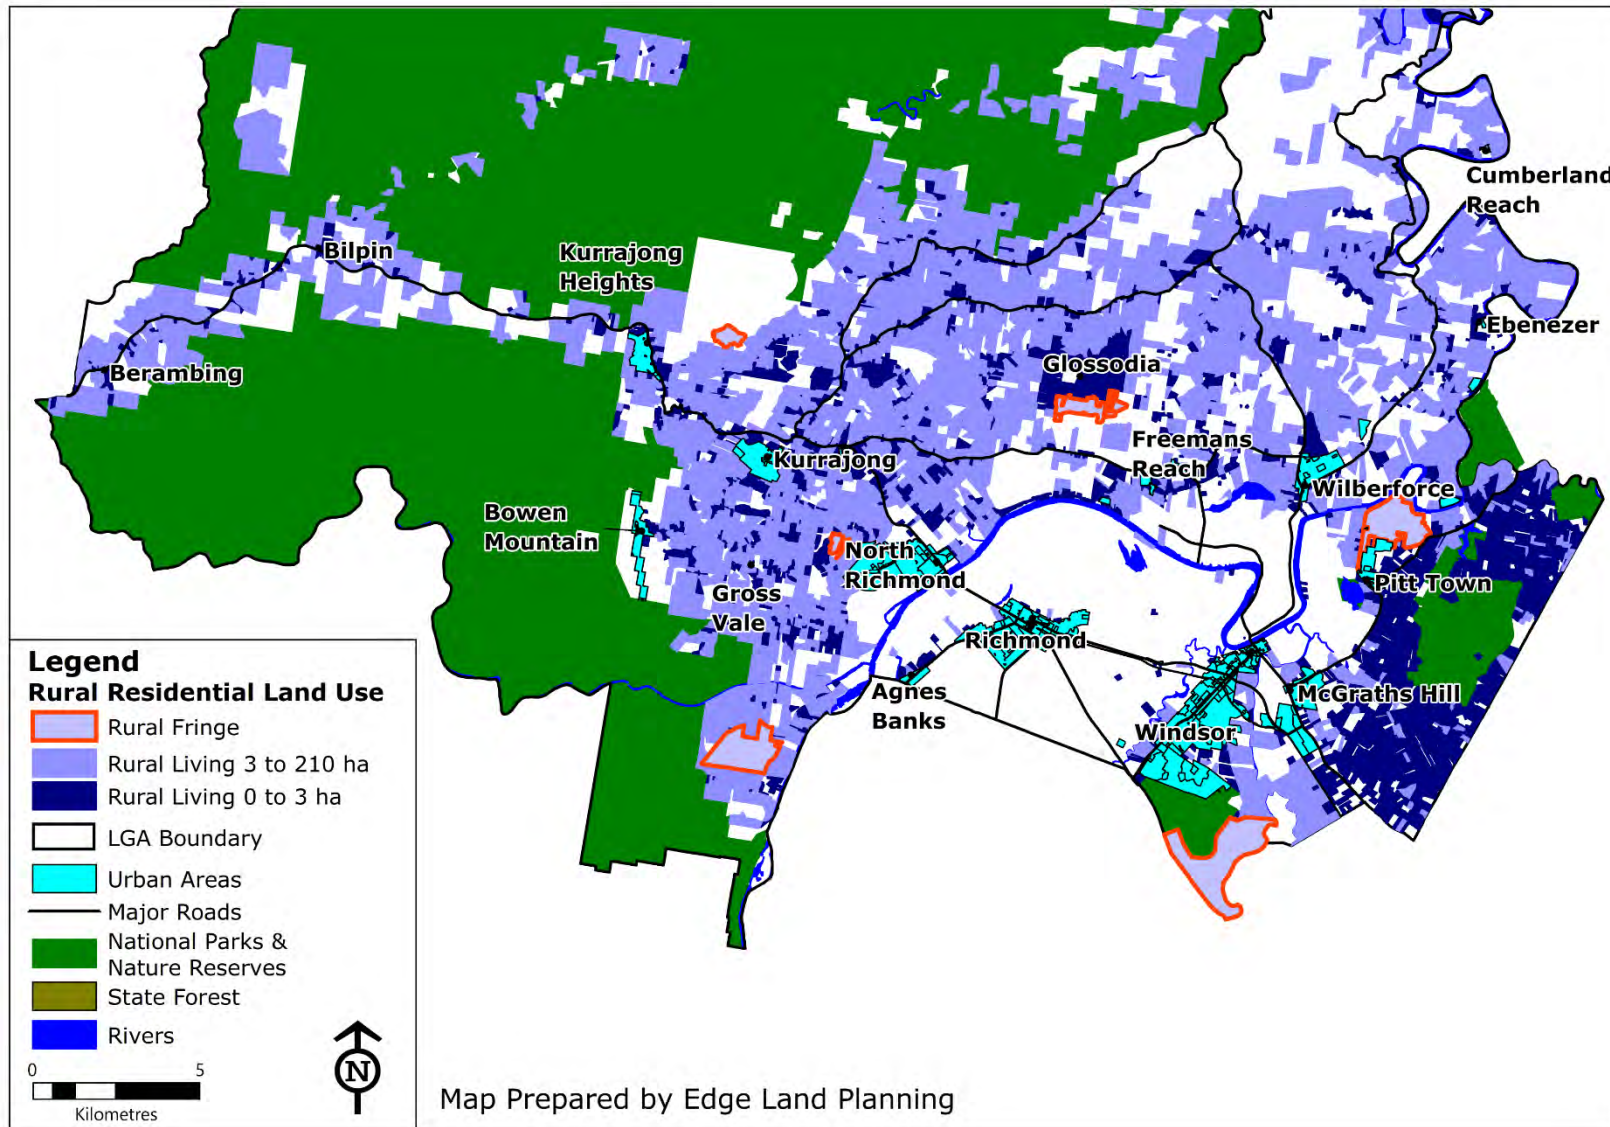 Cumberland
Reach
Bilpin
Kurrajong
Heights
Ebenezer
Berambing
Glossodia
Freemans
Reach
Kurrajong
Wilberforce
Bowen
Mountain
North
Richmond
Pitt Town
Gross
Vale
Richmond
Agnes
Banks
McGraths Hill
Windsor
Legend
Rural Residential Land Use
Rural Fringe
Rural Living 3 to 210 ha
Rural Living 0 to 3 ha
LGA Boundary
Urban Areas
Major Roads
National Parks &
Nature Reserves
State Forest
Rivers
0 5
Kilometres
N
Map Prepared by Edge Land Planning